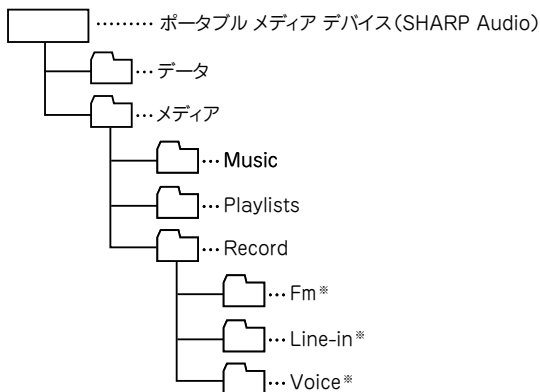 ……… ポータブル メディア デバイス(SHARP Audio)
…データ
…メディア
…Music
…Playlists
…Record
…Fm※
…Line-in※
…Voice※